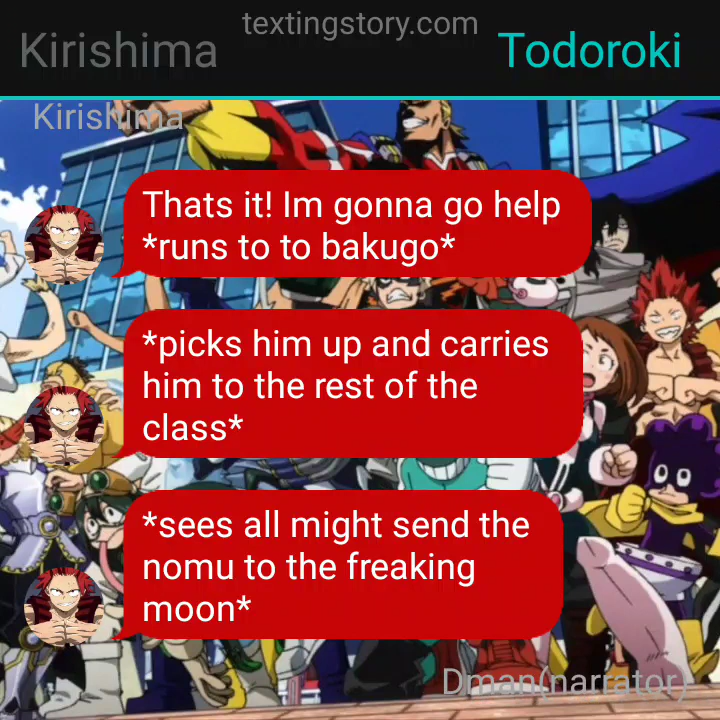 textingstory.com
Kirishima
Todoroki
Kirishima
Thats it! Im gonna go help
*runs to to bakugo*
*picks him up and carries
him to the rest of the
class*
*sees all might send the
nomu to the freaking
moon*
Dman(narrator)